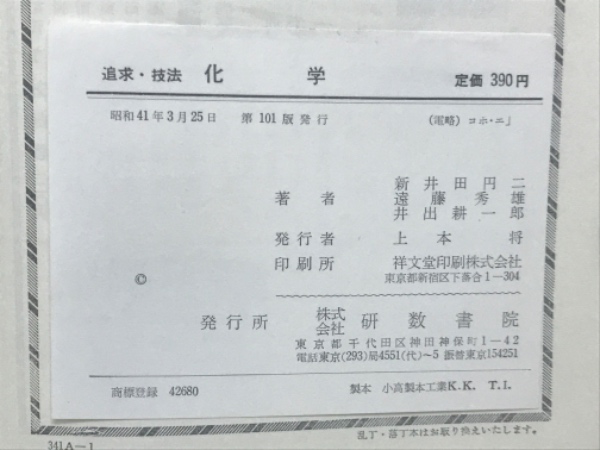 追求・技法 化学 定価 390円
昭和41年3月25日 第101版発行 (電略) コホ・エ」
著者 新井田円二
遠藤秀雄
井出耕一郎
発行者 上本将
印刷所 祥文堂印刷株式会社
東京都新宿区下落合1-304
©
発行所 株式会社 研数書院
東京都千代田区神田神保町1-42
電話東京(293)局4551(代)~5 振替東京154251
商標登録 42680 製本 小高製本工業K.K. T.I.
乱丁・落丁本はお取り換えいたします。
341A-1